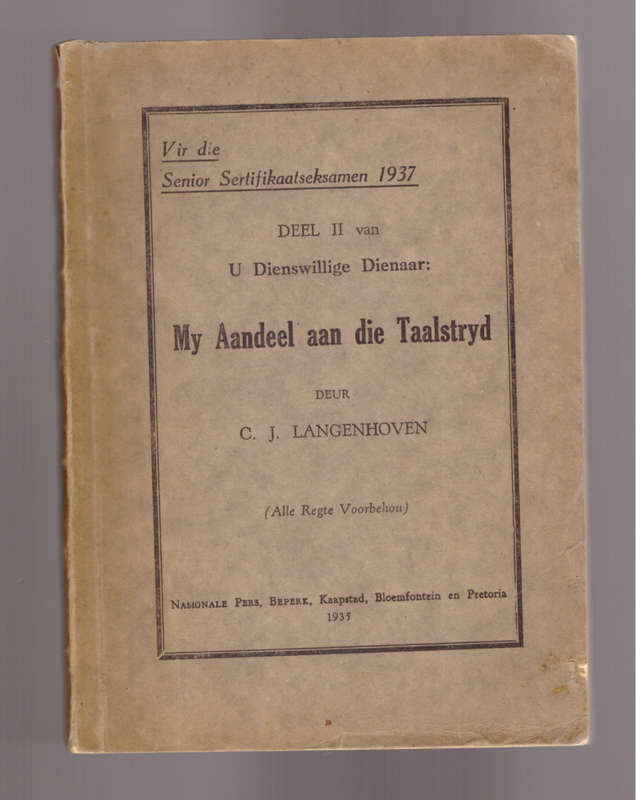 Vir die
Senior Sertifikaatseksamen 1937
DEEL II van
U Dienswillige Dienaar:
My Aandeel aan die Taalstryd
DEUR
C. J. LANGENHOVEN
(Alle Regte Voorbehou)
NASIONALE PERS, BEPERK, Kaapstad, Bloemfontein en Pretoria
1935